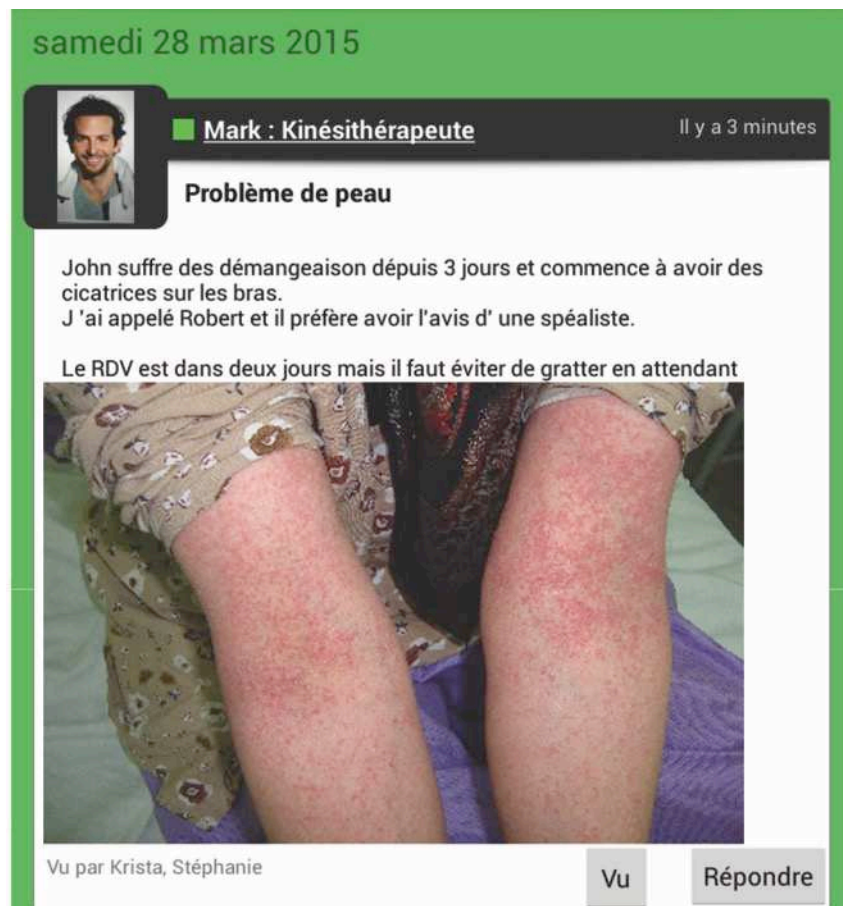 samedi 28 mars 2015
Mark : Kinésithérapeute
Il y a 3 minutes
Problème de peau
John suffre des démangeaison dépuis 3 jours et commence à avoir des
cicatrices sur les bras.
J 'ai appelé Robert et il préfère avoir l'avis d' une spéaliste.
Le RDV est dans deux jours mais il faut éviter de gratter en attendant
Vu par Krista, Stéphanie
Vu
Répondre